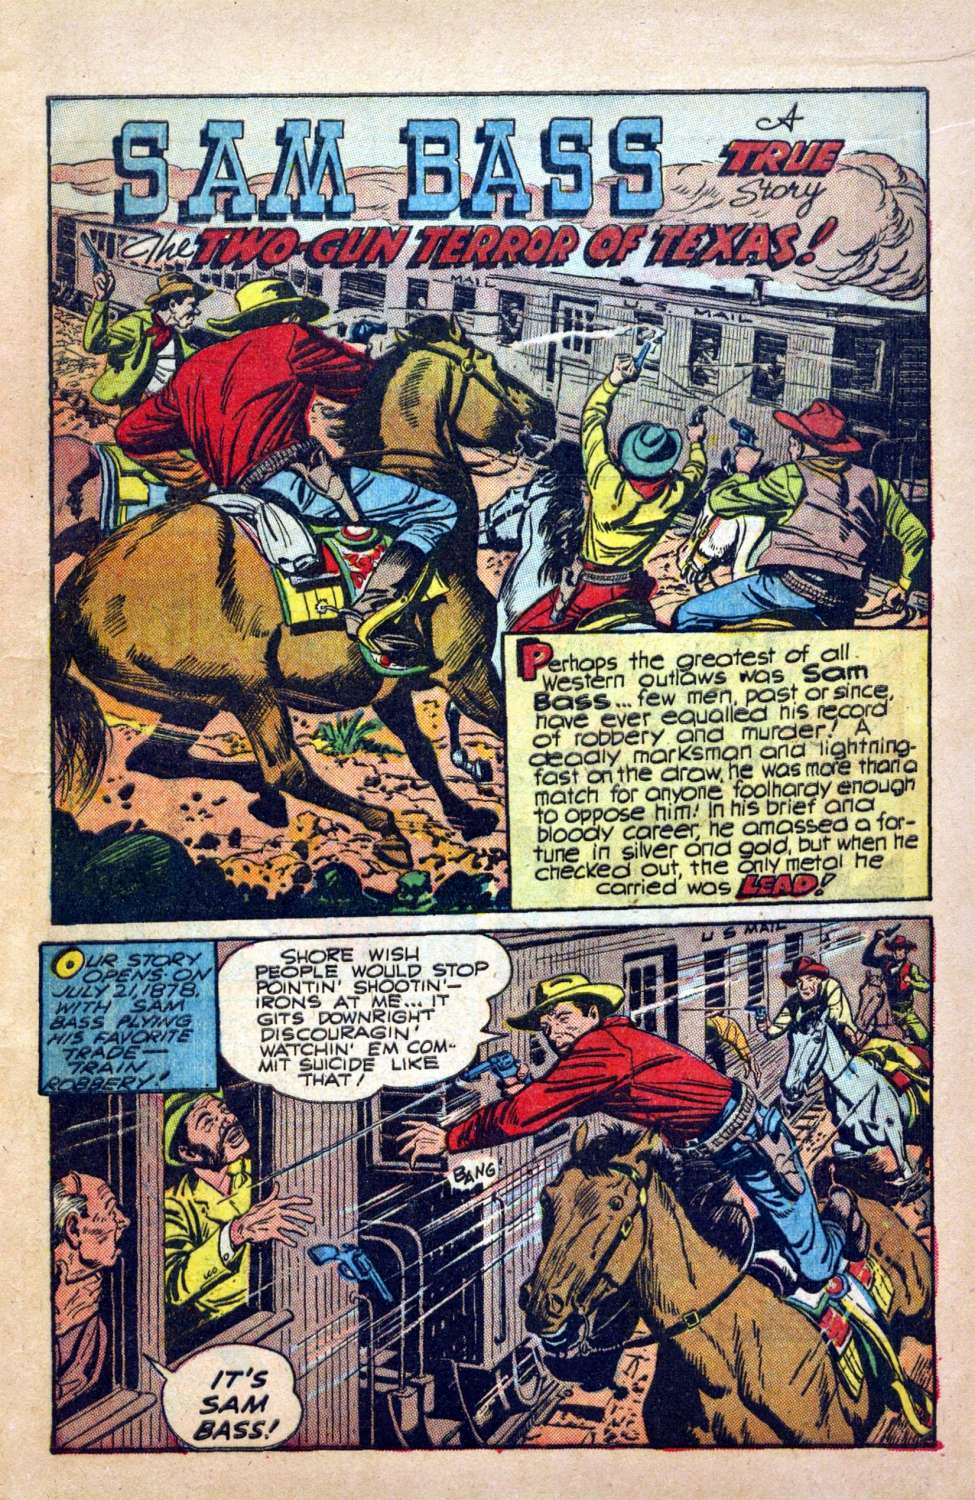 SAM BASS
A
TRUE
Story
The TWO-GUN TERROR OF TEXAS!
U S MAIL
U S MAIL
Perhaps the greatest of all
Western outlaws was Sam
Bass... few men, past or since,
have ever equalled his record
of robbery and murder! A
deadly marksman and lightning-
fast on the draw, he was more than a
match for anyone foolhardy enough
to oppose him! In his brief and
bloody career, he amassed a for-
tune in silver and gold, but when he
checked out, the only metal he
carried was LEAD!
OUR STORY
OPENS ON
JULY 21, 1878,
WITH SAM
BASS PLYING
HIS FAVORITE
TRADE—
TRAIN
ROBBERY!
SHORE WISH
PEOPLE WOULD STOP
POINTIN' SHOOTIN'-
IRONS AT ME... IT
GITS DOWNRIGHT
DISCOURAGIN'
WATCHIN' EM COM-
MIT SUICIDE LIKE
THAT!
U S MAIL
BANG!
IT'S
SAM
BASS!